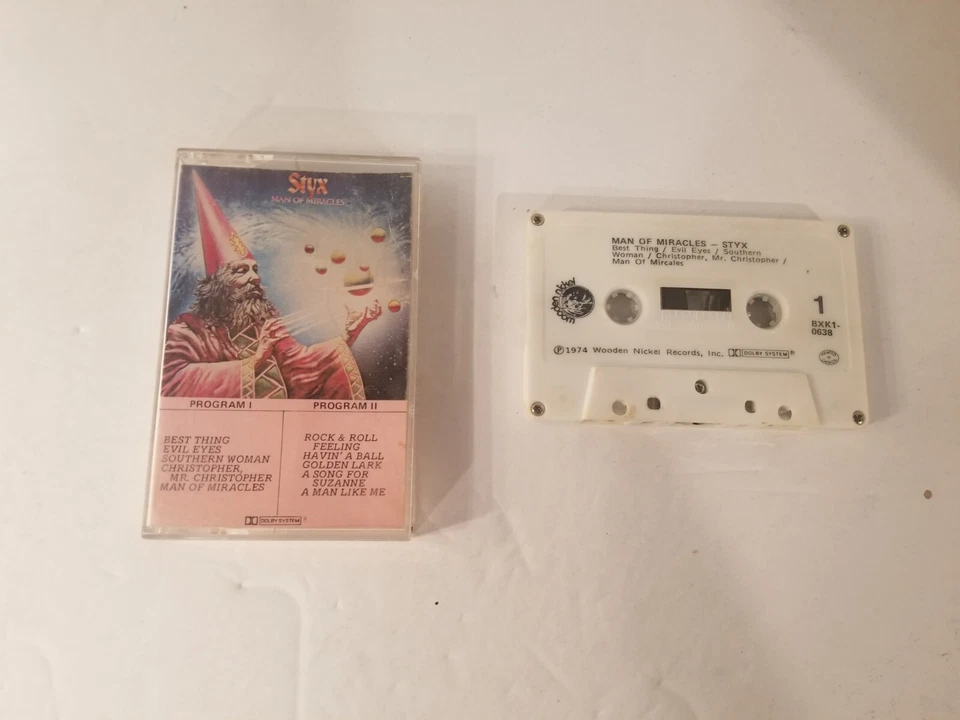 Styx
MAN OF MIRACLES
PROGRAM I
BEST THING
EVIL EYES
SOUTHERN WOMAN
CHRISTOPHER,
MR. CHRISTOPHER
MAN OF MIRACLES
PROGRAM II
ROCK & ROLL
FEELING
HAVIN' A BALL
GOLDEN LARK
A SONG FOR
SUZANNE
A MAN LIKE ME
DOLBY SYSTEM ®
MAN OF MIRACLES – STYX
Best Thing / Evil Eyes / Southern
Woman / Christopher, Mr. Christopher /
Man Of Mircales
wooden nickel
1
BXK1-
0638
℗1974 Wooden Nickel Records, Inc. DOLBY SYSTEM ®